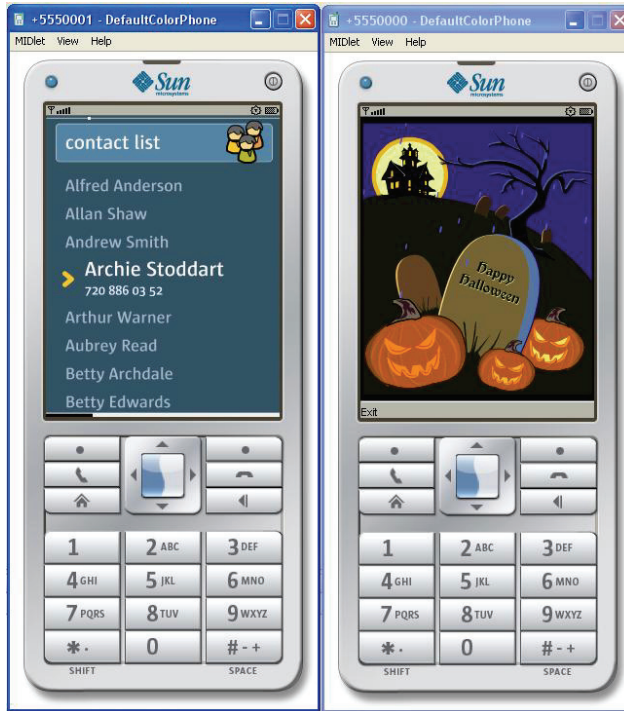 +5550001 - DefaultColorPhone
MIDlet View Help
Sun
microsystems
contact list
Alfred Anderson
Allan Shaw
Andrew Smith
Archie Stoddart
720 886 03 52
Arthur Warner
Aubrey Read
Betty Archdale
Betty Edwards
1 2 ABC 3 DEF
4 GHI 5 JKL 6 MNO
7 PQRS 8 TUV 9 WXYZ
* . 0 # - +
SHIFT SPACE
+5550000 - DefaultColorPhone
MIDlet View Help
Sun
microsystems
Happy
Halloween
Exit
1 2 ABC 3 DEF
4 GHI 5 JKL 6 MNO
7 PQRS 8 TUV 9 WXYZ
* . 0 # - +
SHIFT SPACE